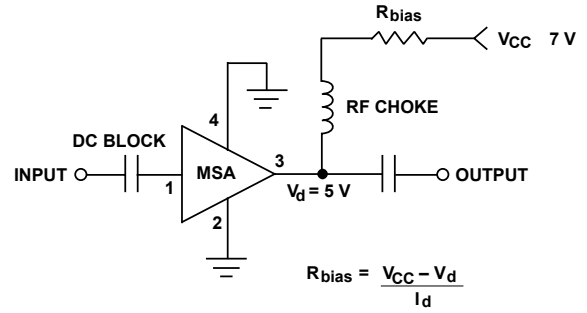 Rbias
VCC 7 V
RF CHOKE
4
DC BLOCK
INPUT
1
MSA
3
Vd = 5 V
OUTPUT
2
Rbias = VCC – Vd
Id